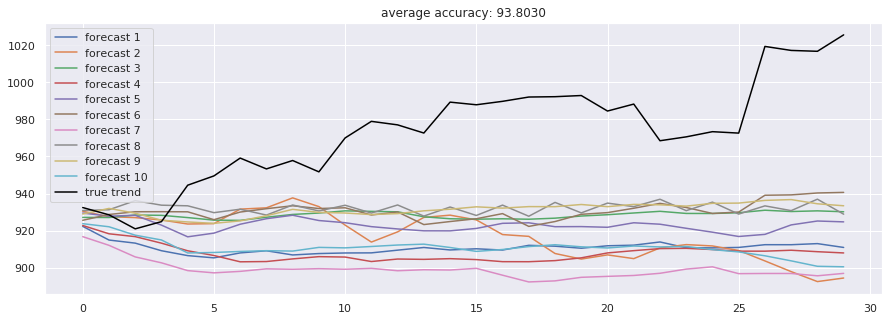 average accuracy: 93.8030
1020
1000
980
960
940
920
900
forecast 1
forecast 2
forecast 3
forecast 4
forecast 5
forecast 6
forecast 7
forecast 8
forecast 9
forecast 10
true trend
0 5 10 15 20 25 30